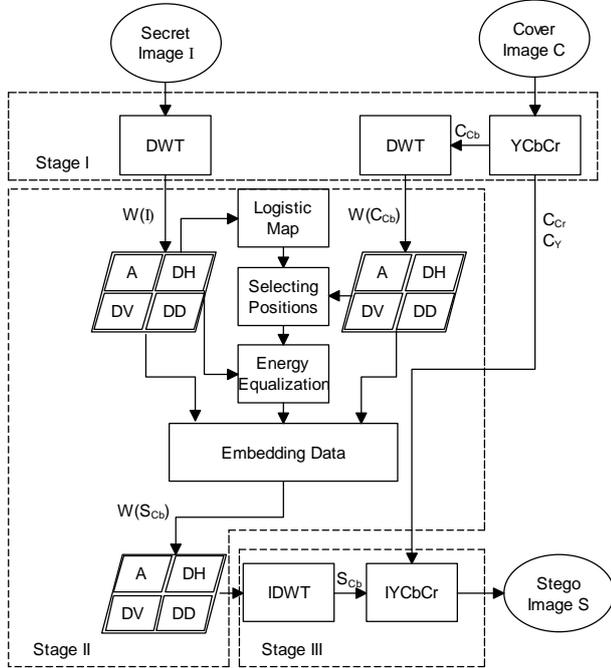 Secret
Image I
Cover
Image C
DWT
DWT
C_Cb
YCbCr
Stage I
W(I)
Logistic
Map
W(C_Cb)
C_Cr
C_Y
A
DH
DV
DD
Selecting
Positions
A
DH
DV
DD
Energy
Equalization
Embedding Data
W(S_Cb)
A
DH
DV
DD
IDWT
S_Cb
IYCbCr
Stego
Image S
Stage II
Stage III